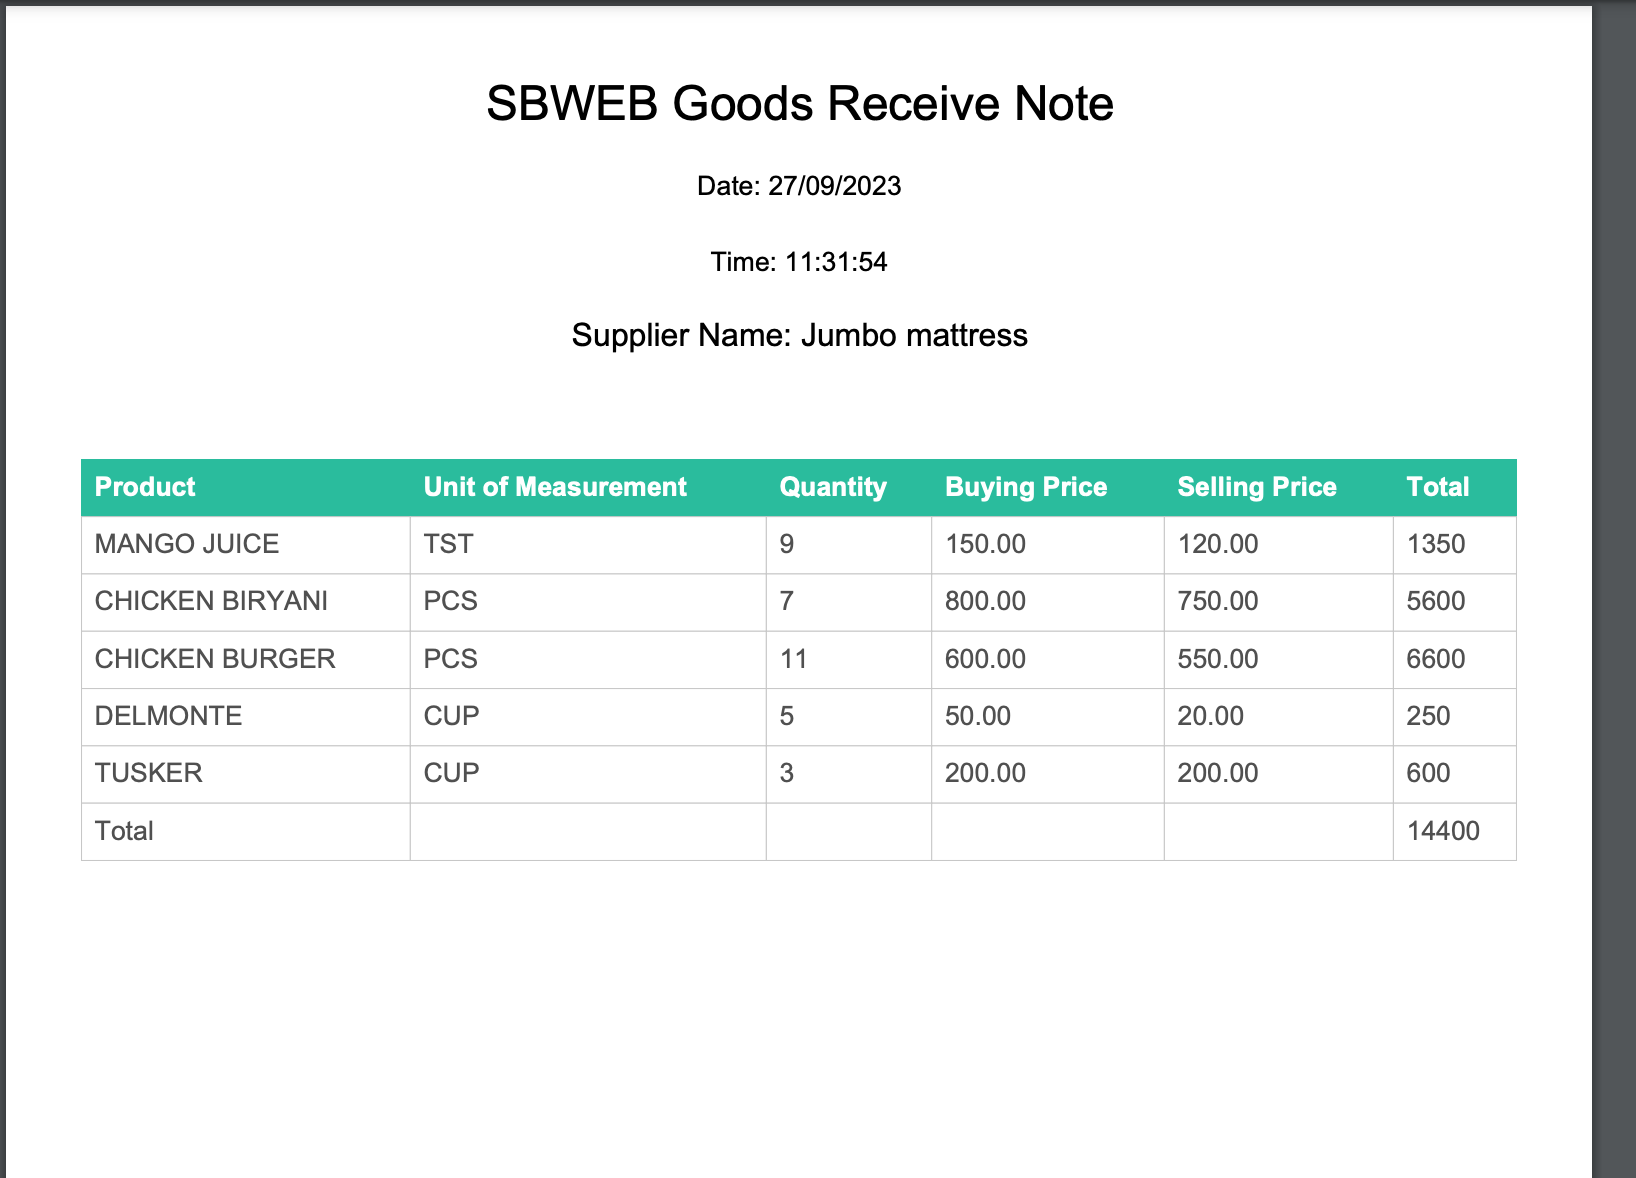 SBWEB Goods Receive Note
Date: 27/09/2023
Time: 11:31:54
Supplier Name: Jumbo mattress
Product Unit of Measurement Quantity Buying Price Selling Price Total
MANGO JUICE TST 9 150.00 120.00 1350
CHICKEN BIRYANI PCS 7 800.00 750.00 5600
CHICKEN BURGER PCS 11 600.00 550.00 6600
DELMONTE CUP 5 50.00 20.00 250
TUSKER CUP 3 200.00 200.00 600
Total 14400